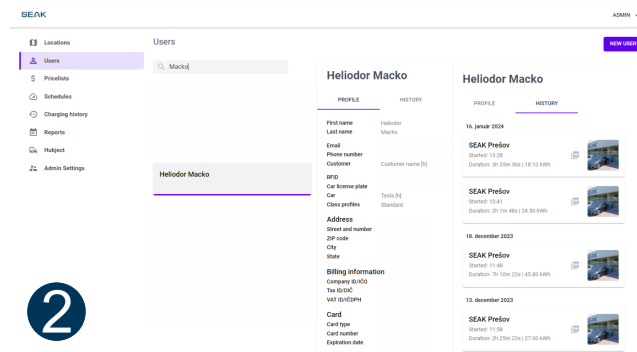 SEAK
ADMIN
Locations
Users
Pricelists
Schedules
Charging history
Reports
Hubject
Admin Settings
2
Users
NEW USER
Macko
Heliodor Macko
Heliodor Macko
PROFILE HISTORY
First name Heliodor
Last name Macko
Email
Phone number
Customer Customer name [h]
RFID
Car license plate
Car Tesla [h]
Class profiles Standard
Address
Street and number
ZIP code
City
State
Billing information
Company ID/IČO
Tax ID/DIČ
VAT ID/IČDPH
Card
Card type
Card number
Expiration date
Heliodor Macko
PROFILE HISTORY
16. január 2024
SEAK Prešov
Started: 13:28
Duration: 3h 35m 36s | 18.10 kWh
SEAK Prešov
Started: 10:41
Duration: 2h 1m 48s | 24.50 kWh
18. december 2023
SEAK Prešov
Started: 11:48
Duration: 7h 10m 22s | 45.80 kWh
13. december 2023
SEAK Prešov
Started: 11:58
Duration: 3h 25m 22s | 27.00 kWh